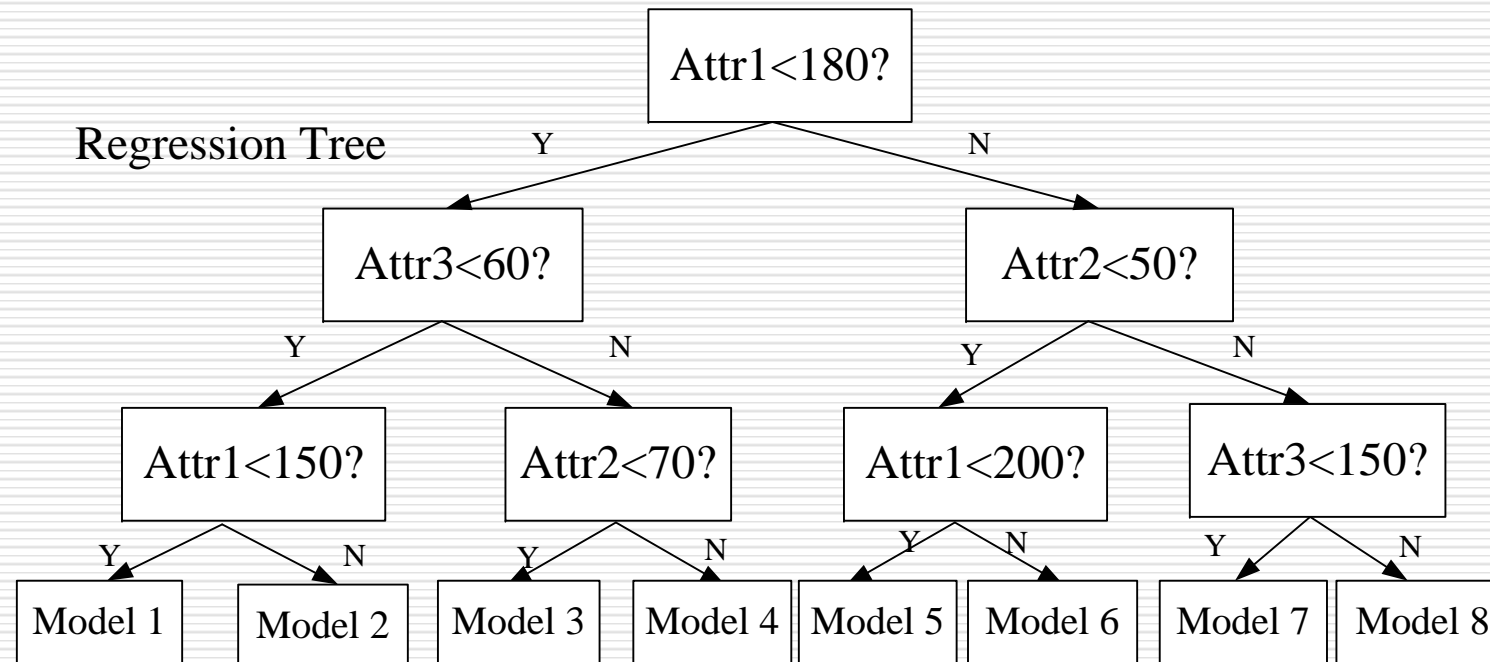 Attr1<180?
Regression Tree
Y
N
Attr3<60?
Attr2<50?
Y
N
Y
N
Attr1<150?
Attr2<70?
Attr1<200?
Attr3<150?
Y
N
Y
N
Y
N
Y
N
Model 1
Model 2
Model 3
Model 4
Model 5
Model 6
Model 7
Model 8